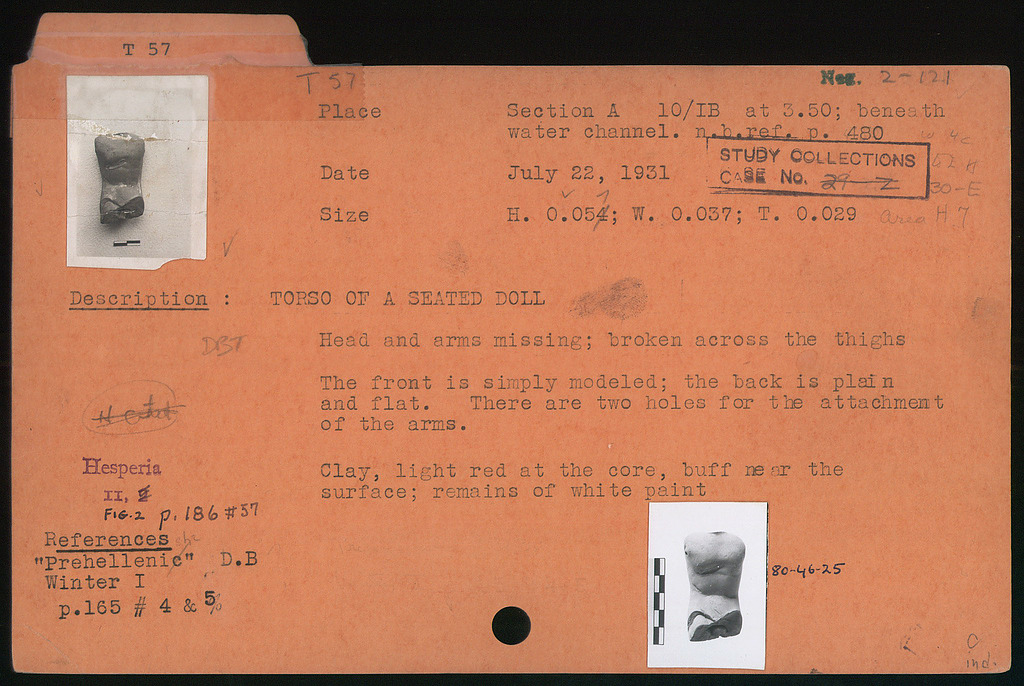 T 57
T 57
Neg. 2-121
Place Section A 10/IB at 3.50; beneath
water channel. n.b.ref. p. 480
STUDY COLLECTIONS
CASE No. 29-Z
30-E
Date July 22, 1931
Size H. 0.054; W. 0.037; T. 0.029
area H 7
Description : TORSO OF A SEATED DOLL
DBT
Head and arms missing; broken across the thighs
The front is simply modeled; the back is plain
and flat. There are two holes for the attachment
of the arms.
Clay, light red at the core, buff near the
surface; remains of white paint
Hesperia
II,
FIG.2 p.186 #57
References
"Prehellenic" D.B
Winter I
p.165 # 4 & 5
80-46-25
C
ind.